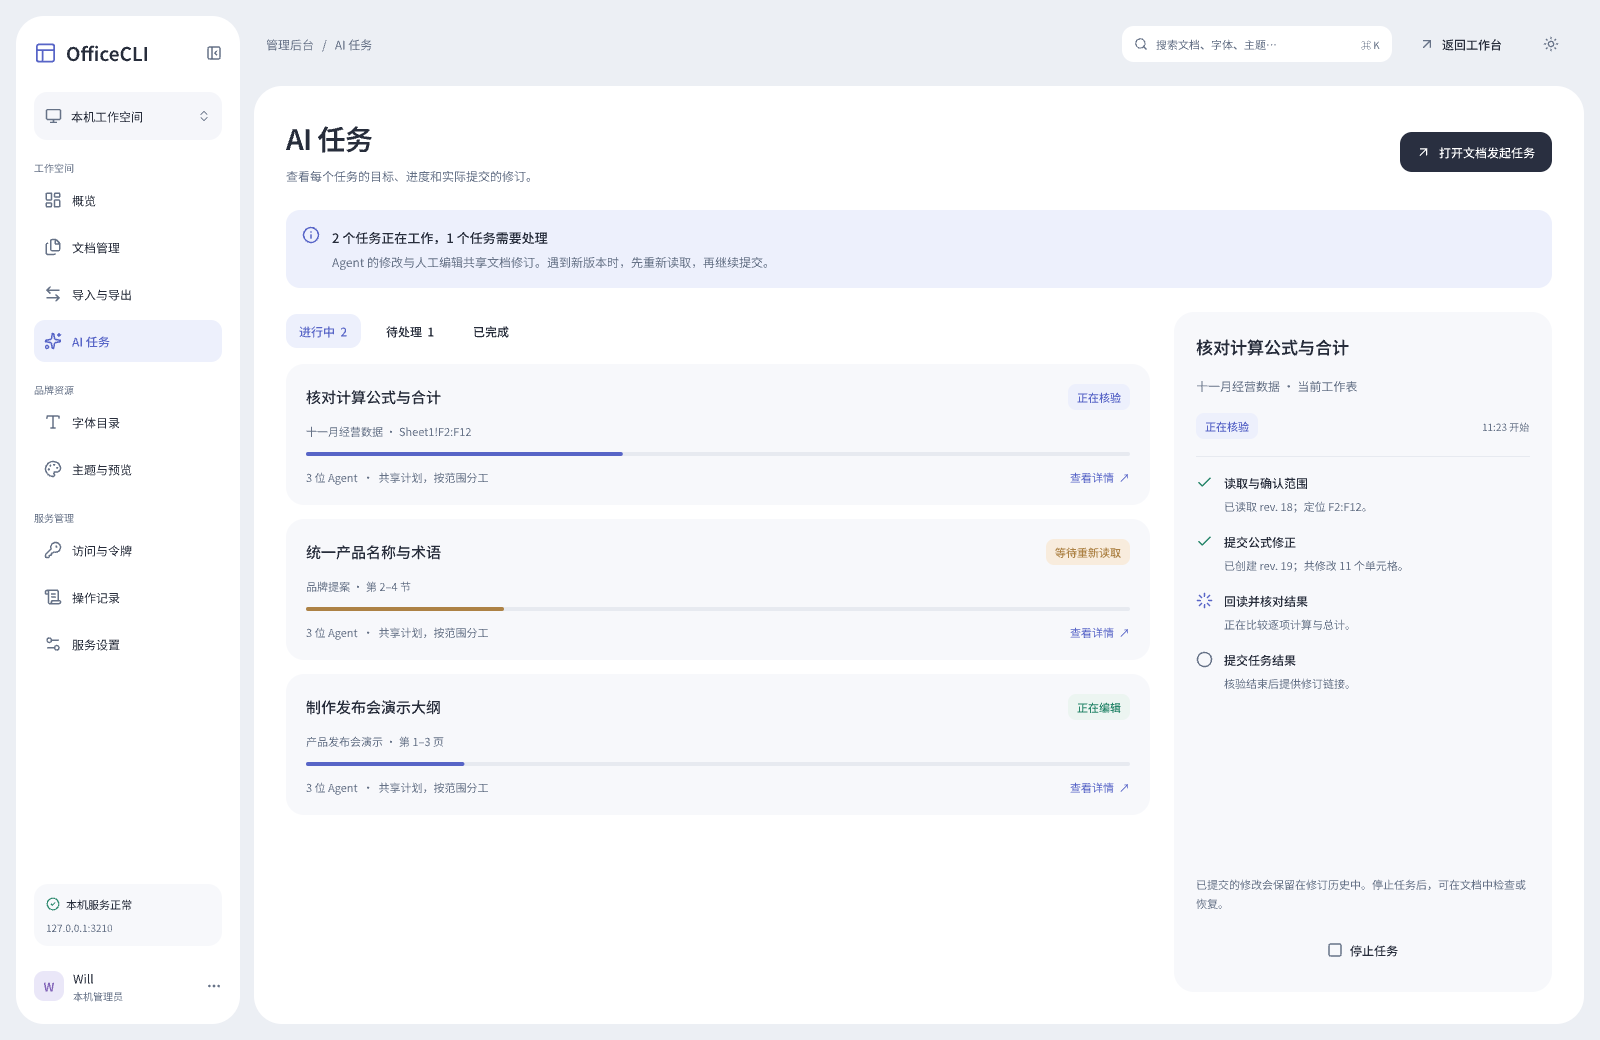 OfficeCLI
本机工作空间
工作空间
概览
文档管理
导入与导出
AI 任务
品牌资源
字体目录
主题与预览
服务管理
访问与令牌
操作记录
服务设置
本机服务正常
127.0.0.1:3210
W
Will
本机管理员
管理后台 / AI 任务
搜索文档、字体、主题…
⌘K
返回工作台
AI 任务
查看每个任务的目标、进度和实际提交的修订。
打开文档发起任务
2 个任务正在工作，1 个任务需要处理
Agent 的修改与人工编辑共享文档修订。遇到新版本时，先重新读取，再继续提交。
进行中 2
待处理 1
已完成
核对计算公式与合计
正在核验
十一月经营数据 · Sheet1!F2:F12
3 位 Agent · 共享计划，按范围分工
查看详情 ↗
统一产品名称与术语
等待重新读取
品牌提案 · 第 2–4 节
3 位 Agent · 共享计划，按范围分工
查看详情 ↗
制作发布会演示大纲
正在编辑
产品发布会演示 · 第 1–3 页
3 位 Agent · 共享计划，按范围分工
查看详情 ↗
核对计算公式与合计
十一月经营数据 · 当前工作表
正在核验
11:23 开始
读取与确认范围
已读取 rev. 18；定位 F2:F12。
提交公式修正
已创建 rev. 19；共修改 11 个单元格。
回读并核对结果
正在比较逐项计算与总计。
提交任务结果
核验结束后提供修订链接。
已提交的修改会保留在修订历史中。停止任务后，可在文档中检查或
恢复。
停止任务